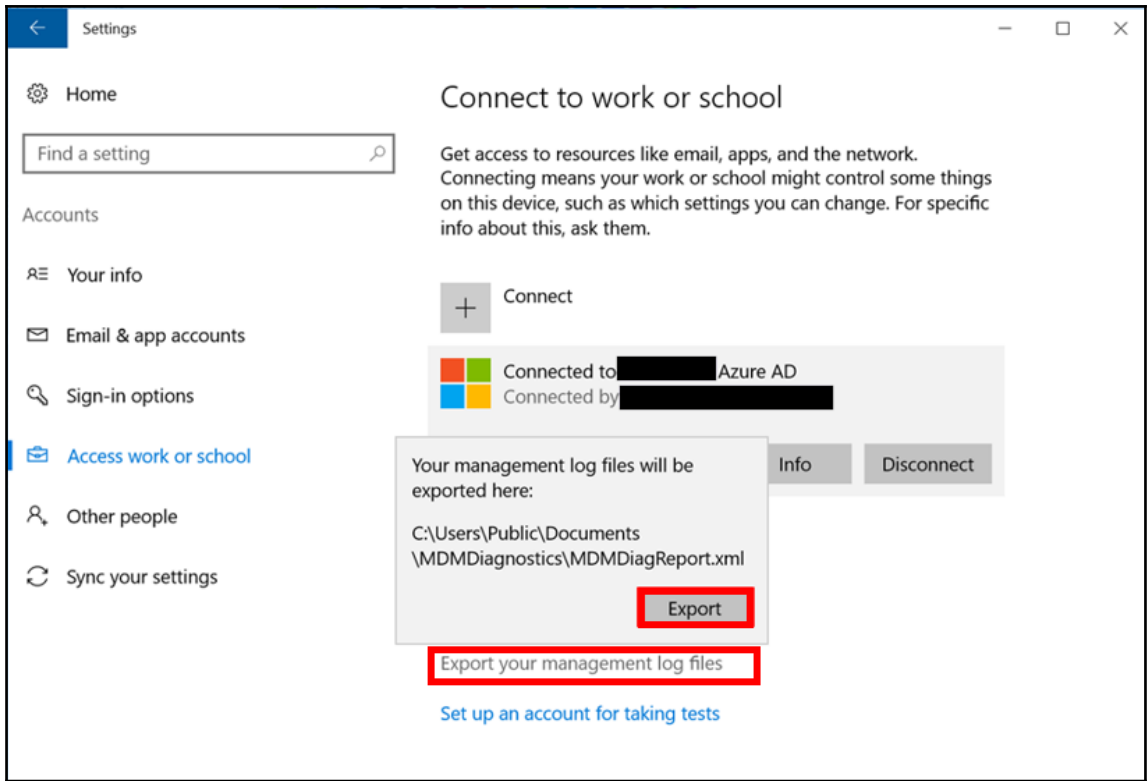 Settings
Home
Find a setting
Accounts
Your info
Email & app accounts
Sign-in options
Access work or school
Other people
Sync your settings
Connect to work or school
Get access to resources like email, apps, and the network.
Connecting means your work or school might control some things
on this device, such as which settings you can change. For specific
info about this, ask them.
Connect
Connected to Azure AD
Connected by
Info
Disconnect
Your management log files will be
exported here:
C:\Users\Public\Documents
\MDMDiagnostics\MDMDiagReport.xml
Export
Export your management log files
Set up an account for taking tests